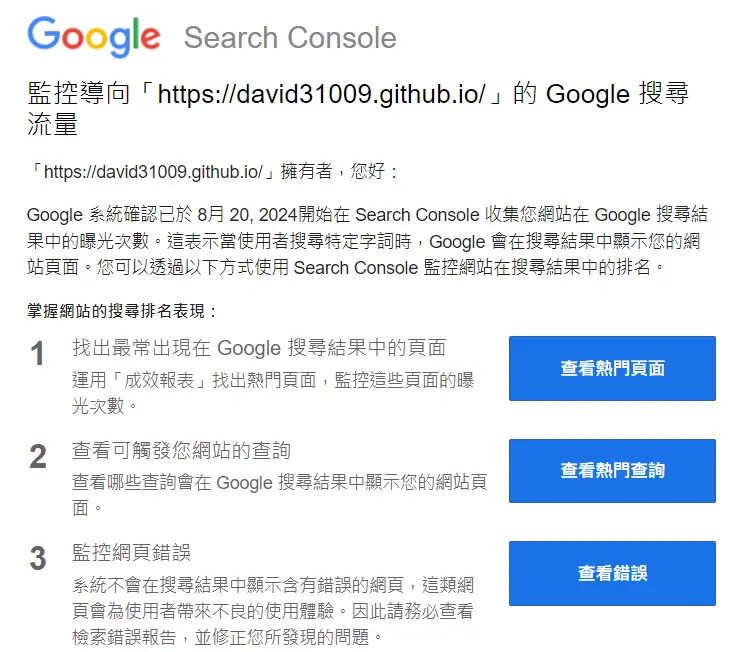 Google Search Console
監控導向「https://david31009.github.io/」的 Google 搜尋
流量
「https://david31009.github.io/」擁有者，您好：
Google 系統確認已於 8月 20, 2024開始在 Search Console 收集您網站在 Google 搜尋結
果中的曝光次數。這表示當使用者搜尋特定字詞時，Google 會在搜尋結果中顯示您的網
站頁面。您可以透過以下方式使用 Search Console 監控網站在搜尋結果中的排名。
掌握網站的搜尋排名表現：
1
找出最常出現在 Google 搜尋結果中的頁面
運用「成效報表」找出熱門頁面，監控這些頁面的曝
光次數。
查看熱門頁面
2
查看可觸發您網站的查詢
查看哪些查詢會在 Google 搜尋結果中顯示您的網站頁
面。
查看熱門查詢
3
監控網頁錯誤
系統不會在搜尋結果中顯示含有錯誤的網頁，這類網
頁會為使用者帶來不良的使用體驗。因此請務必查看
檢索錯誤報告，並修正您所發現的問題。
查看錯誤